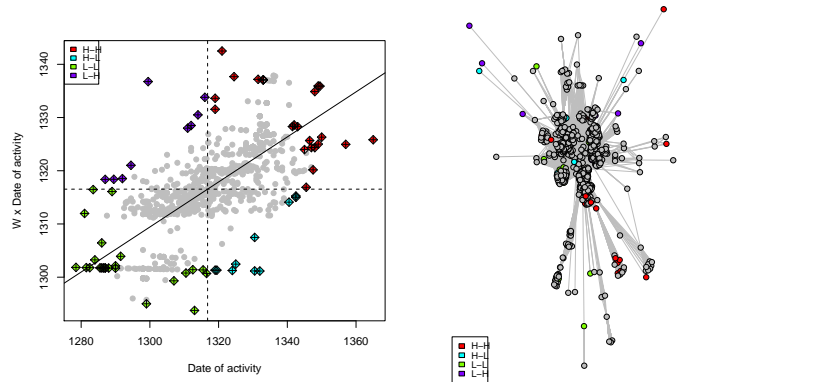 H-H
H-L
L-L
L-H
1340
1330
1320
1310
1300
W x Date of activity
1280 1300 1320 1340 1360
Date of activity
H-H
H-L
L-L
L-H